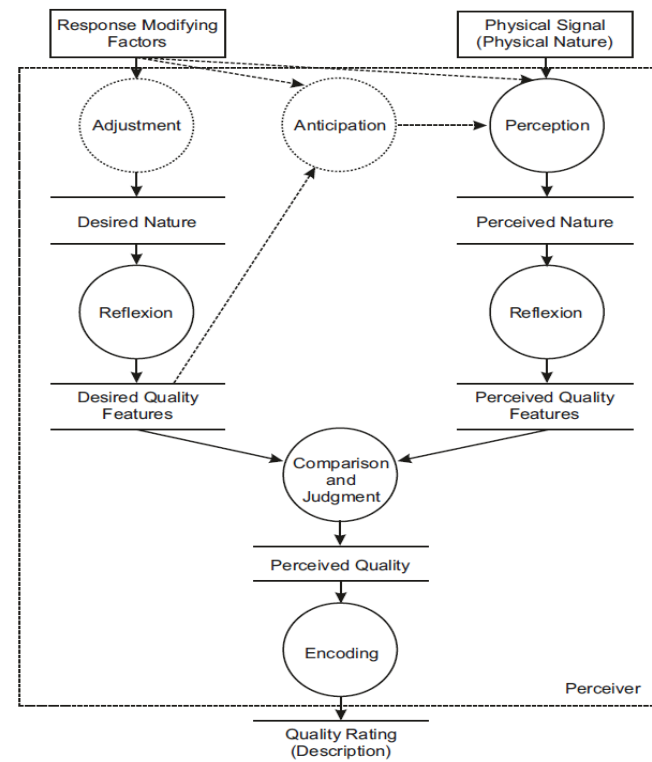 Response Modifying
Factors
Physical Signal
(Physical Nature)
Adjustment
Anticipation
Perception
Desired Nature
Perceived Nature
Reflexion
Reflexion
Desired Quality
Features
Perceived Quality
Features
Comparison
and
Judgment
Perceived Quality
Encoding
Perceiver
Quality Rating
(Description)